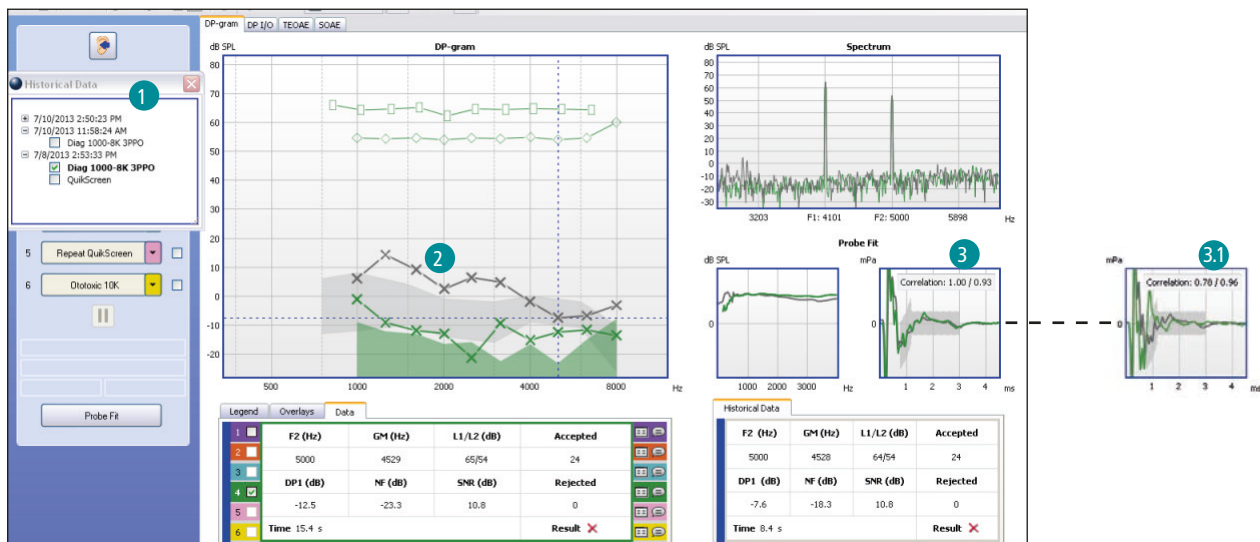 DP-gram DP I/O TEOAE SOAE
Historical Data
1
7/10/2013 2:50:23 PM
7/10/2013 11:58:24 AM
Diag 1000-8K 3PPO
7/8/2013 2:53:33 PM
Diag 1000-8K 3PPO
QuikScreen
5 Repeat QuikScreen
6 Ototoxic 10K
Probe Fit
dB SPL DP-gram
80
70
60
50
40
30
20
10
0
-10
-20
2
500 1000 2000 4000 8000 Hz
dB SPL Spectrum
80
70
60
50
40
30
20
10
0
-10
-20
-30
3203 F1: 4101 F2: 5000 5898 Hz
Probe Fit
dB SPL
0
1000 2000 3000 Hz
mPa
3
Correlation: 1.00 / 0.93
0
1 2 3 4 ms
mPa
3.1
Correlation: 0.70 / 0.96
0
1 2 3 4 ms
Legend Overlays Data
1
2
3
4
5
6
F2 (Hz) GM (Hz) L1/L2 (dB) Accepted
5000 4529 65/54 24
DP1 (dB) NF (dB) SNR (dB) Rejected
-12.5 -23.3 10.8 0
Time 15.4 s Result
Historical Data
F2 (Hz) GM (Hz) L1/L2 (dB) Accepted
5000 4528 64/54 24
DP1 (dB) NF (dB) SNR (dB) Rejected
-7.6 -18.3 10.8 0
Time 8.4 s Result